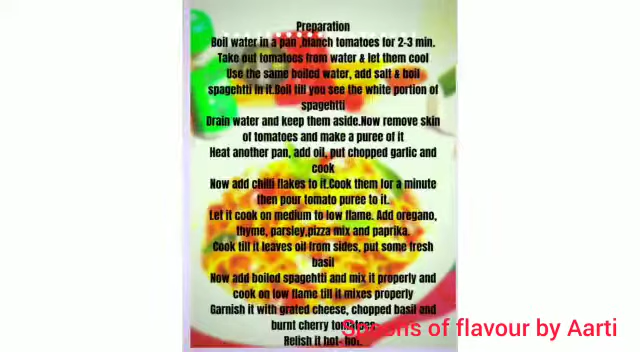 Preparation
Boil water in a pan ,blanch tomatoes for 2-3 min.
Take out tomatoes from water & let them cool
Use the same boiled water, add salt & boil
spagehtti in it.Boil till you see the white portion of
spagehtti
Drain water and keep them aside.Now remove skin
of tomatoes and make a puree of it
Heat another pan, add oil, put chopped garlic and
cook
Now add chilli flakes to it.Cook them for a minute
then pour tomato puree to it.
Let it cook on medium to low flame. Add oregano,
thyme, parsley,pizza mix and paprika.
Cook till it leaves oil from sides, put some fresh
basil
Now add boiled spagehtti and mix it properly and
cook on low flame till it mixes properly
Garnish it with grated cheese, chopped basil and
burnt cherry tomatoes
Spoons of flavour by Aarti
Relish it hot- hot..